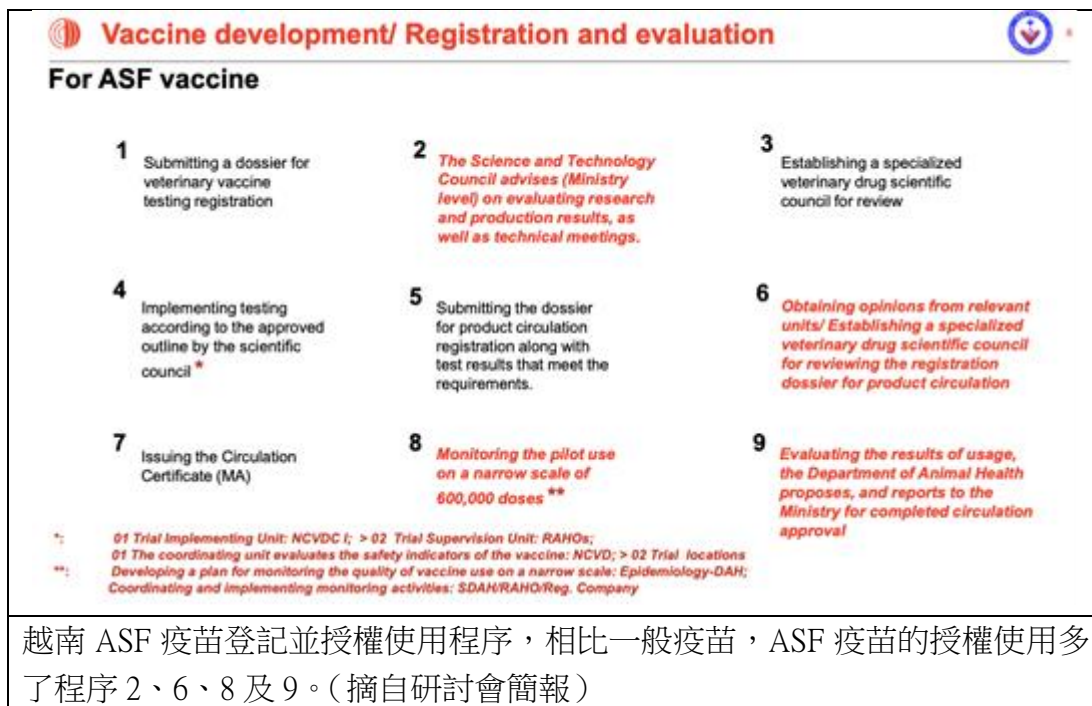 Vaccine development/ Registration and evaluation
For ASF vaccine
1
Submitting a dossier for
veterinary vaccine
testing registration
2
The Science and Technology
Council advises (Ministry
level) on evaluating research
and production results, as
well as technical meetings.
3
Establishing a specialized
veterinary drug scientific
council for review
4
Implementing testing
according to the approved
outline by the scientific
council *
5
Submitting the dossier
for product circulation
registration along with
test results that meet the
requirements.
6
Obtaining opinions from relevant
units/ Establishing a specialized
veterinary drug scientific council
for reviewing the registration
dossier for product circulation
7
Issuing the Circulation
Certificate (MA)
8
Monitoring the pilot use
on a narrow scale of
600,000 doses **
9
Evaluating the results of usage,
the Department of Animal Health
proposes, and reports to the
Ministry for completed circulation
approval
*: 01 Trial Implementing Unit: NCVDC I; > 02 Trial Supervision Unit: RAHOs;
01 The coordinating unit evaluates the safety indicators of the vaccine: NCVD; > 02 Trial locations
**: Developing a plan for monitoring the quality of vaccine use on a narrow scale: Epidemiology-DAH;
Coordinating and implementing monitoring activities: SDAH/RAHO/Reg. Company
越南 ASF 疫苗登記並授權使用程序，相比一般疫苗，ASF 疫苗的授權使用多
了程序 2、6、8 及 9。（摘自研討會簡報）